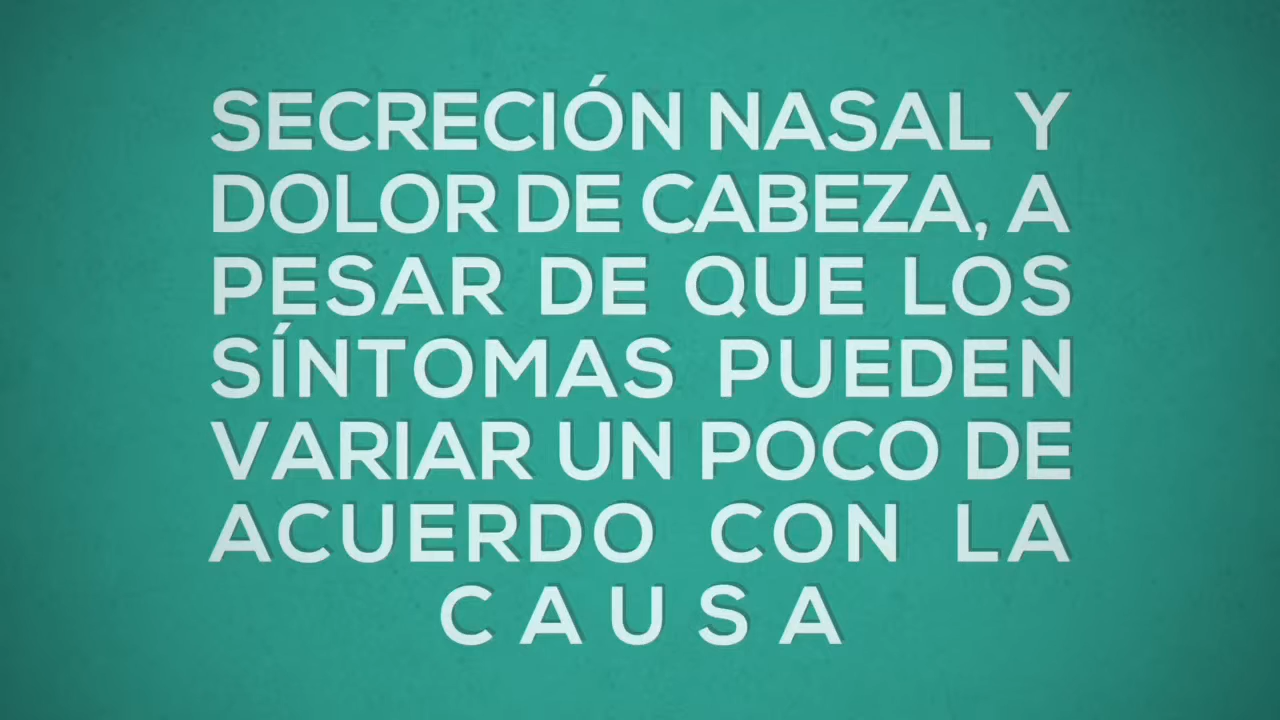 SECRECIÓN NASAL Y
DOLOR DE CABEZA, A
PESAR DE QUE LOS
SÍNTOMAS PUEDEN
VARIAR UN POCO DE
ACUERDO CON LA
CAUSA